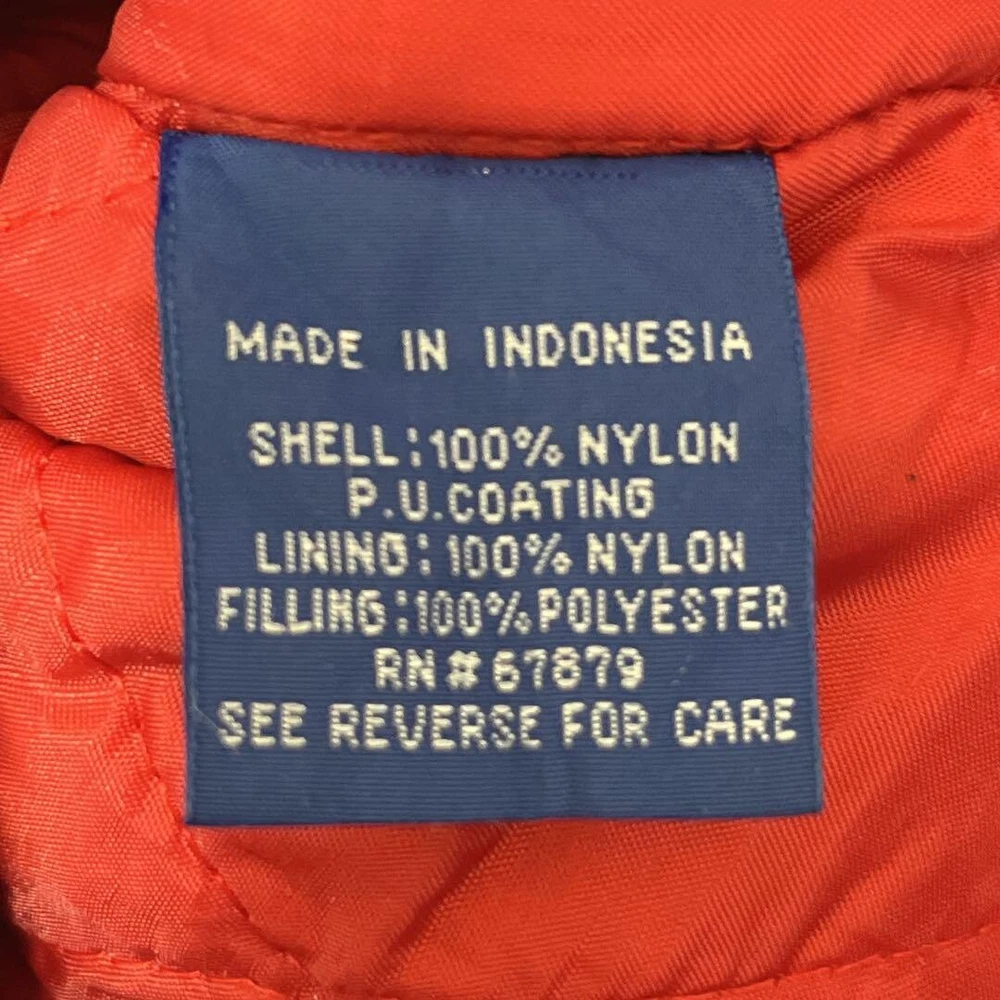 MADE IN INDONESIA
SHELL:100% NYLON
P.U.COATING
LINING:100% NYLON
FILLING:100% POLYESTER
RN#67879
SEE REVERSE FOR CARE